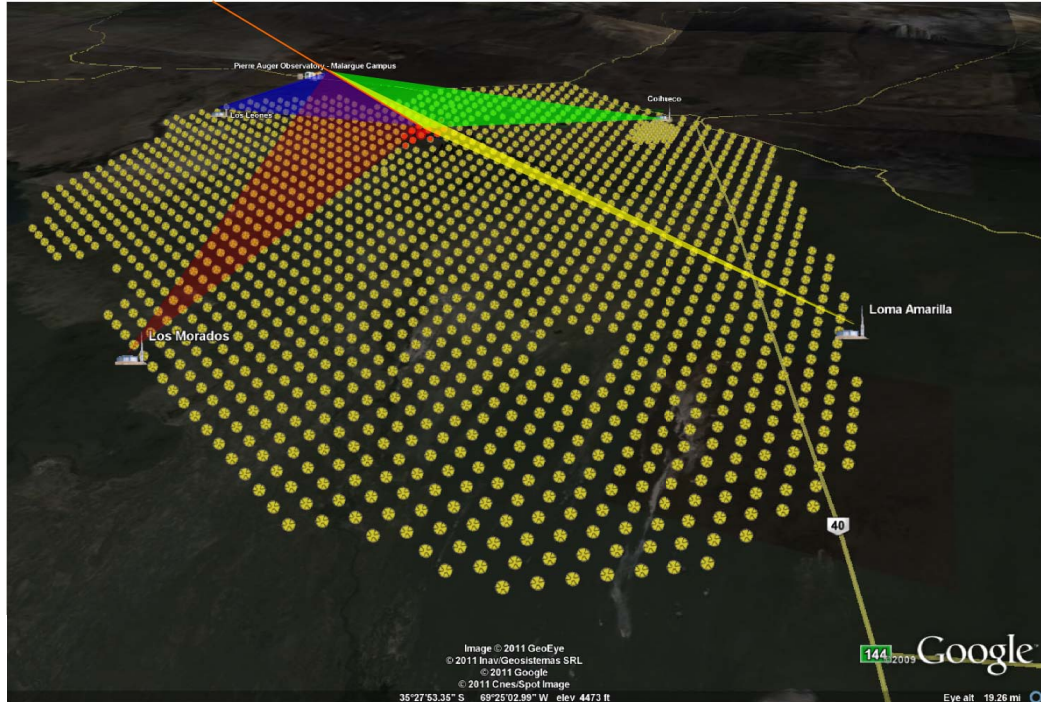 Pierre Auger Observatory - Malargue Campus
Los Leones
Coihueco
Los Morados
Loma Amarilla
40
144
©2009
Google
Image © 2011 GeoEye
© 2011 Inav/Geosistemas SRL
© 2011 Google
© 2011 Cnes/Spot Image
35°27'53.35" S 69°25'02.99" W elev 4473 ft
Eye alt 19.26 mi